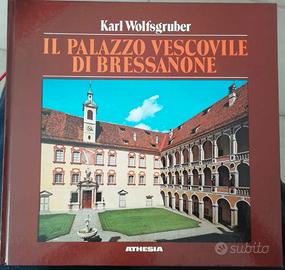 Karl Wolfsgruber
IL PALAZZO VESCOVILE
DI BRESSANONE
ATHESIA
subito